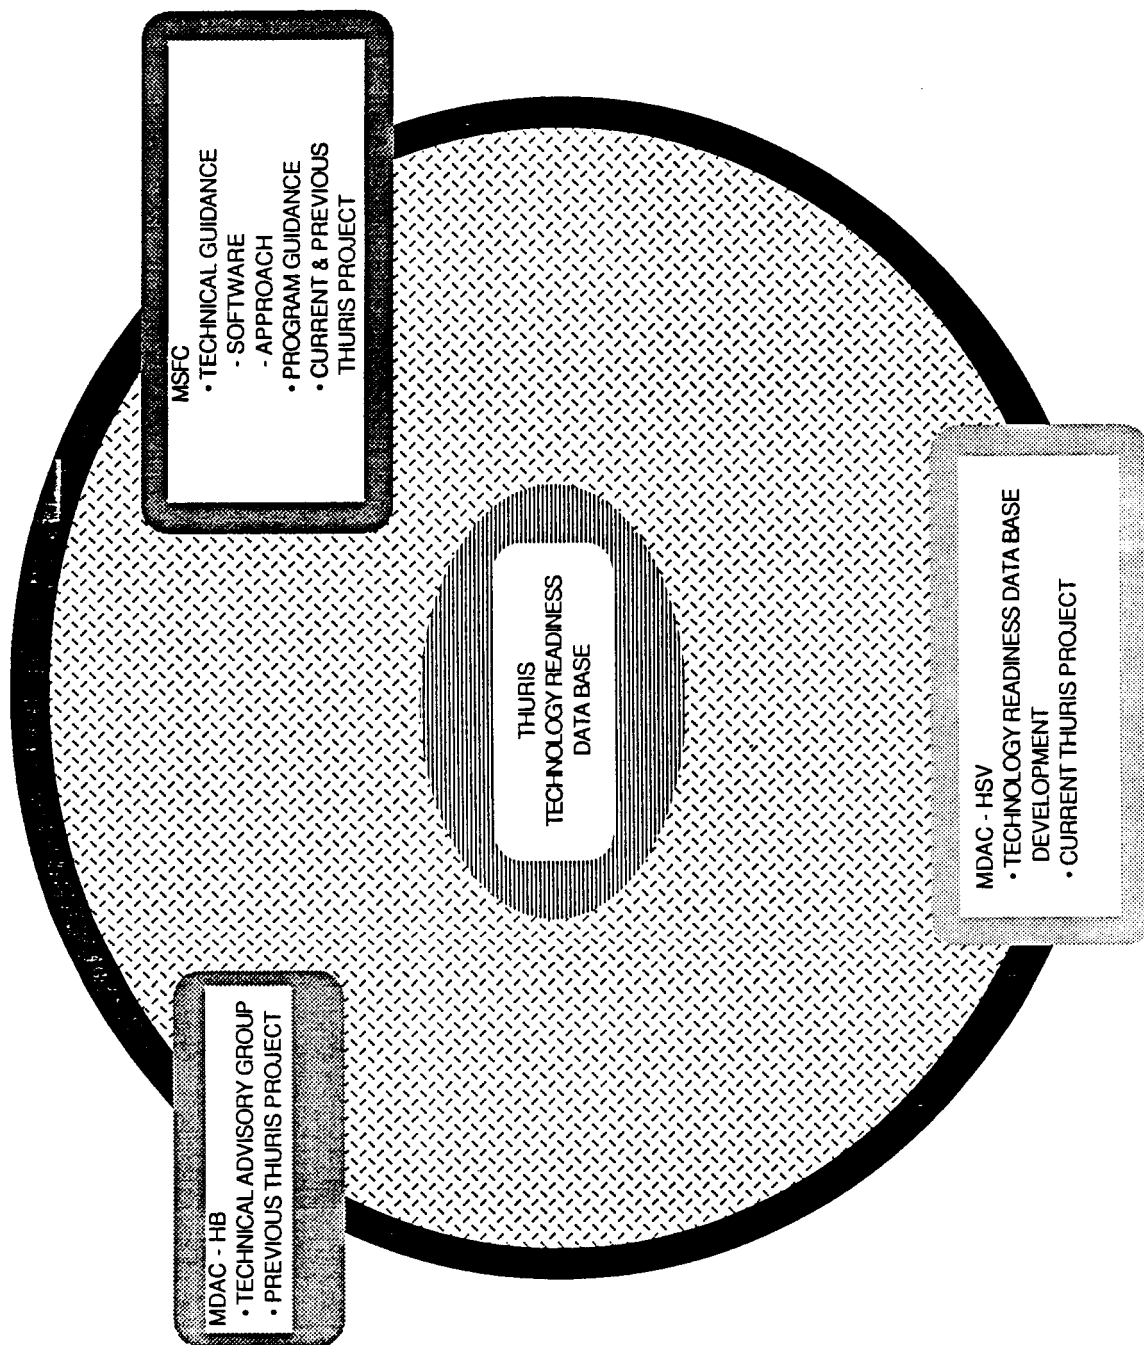 MDAC - HB
• TECHNICAL ADVISORY GROUP
• PREVIOUS THURIS PROJECT
MSFC
• TECHNICAL GUIDANCE
- SOFTWARE
- APPROACH
• PROGRAM GUIDANCE
• CURRENT & PREVIOUS
THURIS PROJECT
THURIS
TECHNOLOGY READINESS
DATA BASE
MDAC - HSV
• TECHNOLOGY READINESS DATA BASE
DEVELOPMENT
• CURRENT THURIS PROJECT